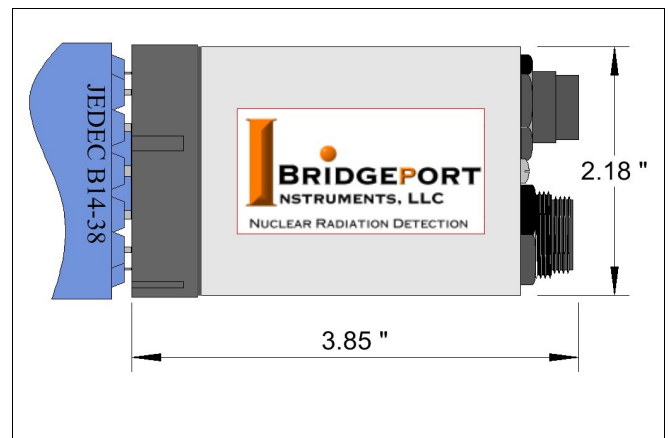 JEDEC B14-38
BRIDGEPORT
INSTRUMENTS, LLC
NUCLEAR RADIATION DETECTION
2.18 "
3.85 "